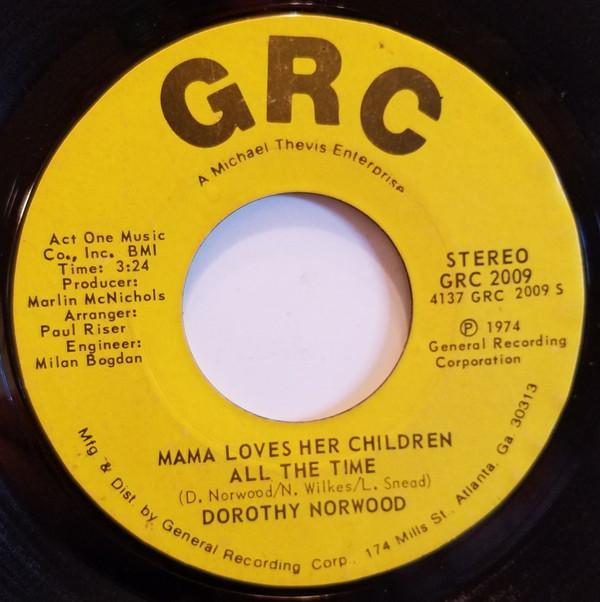 GRC
A Michael Thevis Enterprise
Act One Music
Co., Inc. BMI
Time: 3:24
Producer:
Marlin McNichols
Arranger:
Paul Riser
Engineer:
Milan Bogdan
STEREO
GRC 2009
4137 GRC 2009 S
℗ 1974
General Recording
Corporation
MAMA LOVES HER CHILDREN
ALL THE TIME
(D. Norwood/N. Wilkes/L. Snead)
DOROTHY NORWOOD
Mfg. & Dist. by General Recording Corp., 174 Mills St., Atlanta, Ga. 30313